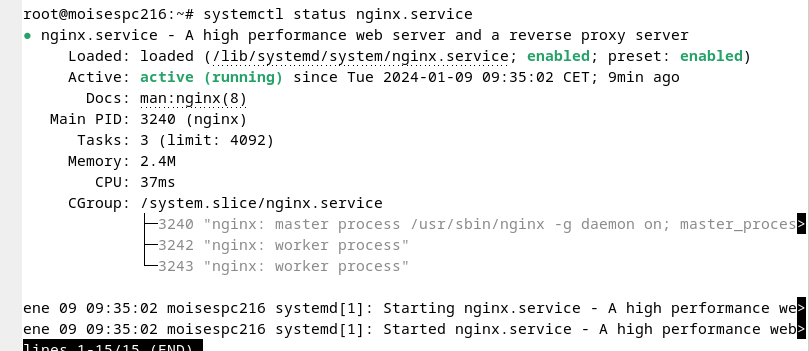 root@moisespc216:~# systemctl status nginx.service
● nginx.service - A high performance web server and a reverse proxy server
Loaded: loaded (/lib/systemd/system/nginx.service; enabled; preset: enabled)
Active: active (running) since Tue 2024-01-09 09:35:02 CET; 9min ago
Docs: man:nginx(8)
Main PID: 3240 (nginx)
Tasks: 3 (limit: 4092)
Memory: 2.4M
CPU: 37ms
CGroup: /system.slice/nginx.service
├─3240 "nginx: master process /usr/sbin/nginx -g daemon on; master_proces>
├─3242 "nginx: worker process"
└─3243 "nginx: worker process"
ene 09 09:35:02 moisespc216 systemd[1]: Starting nginx.service - A high performance we>
ene 09 09:35:02 moisespc216 systemd[1]: Started nginx.service - A high performance web>
lines 1-15/15 (END)